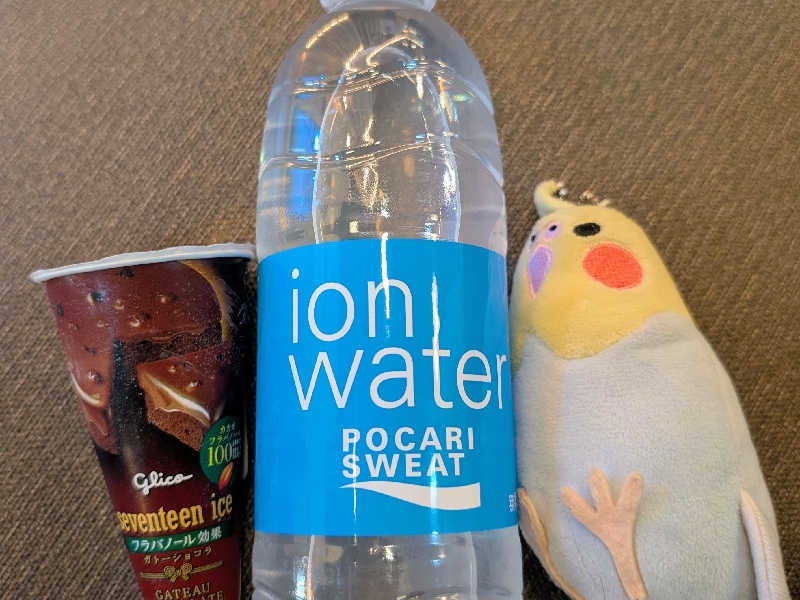 カカオ
フラバノール
100
Glico
seventeen ice
フラバノール効果
ガトーショコラ
GATEAU
ion
water
POCARI
SWEAT